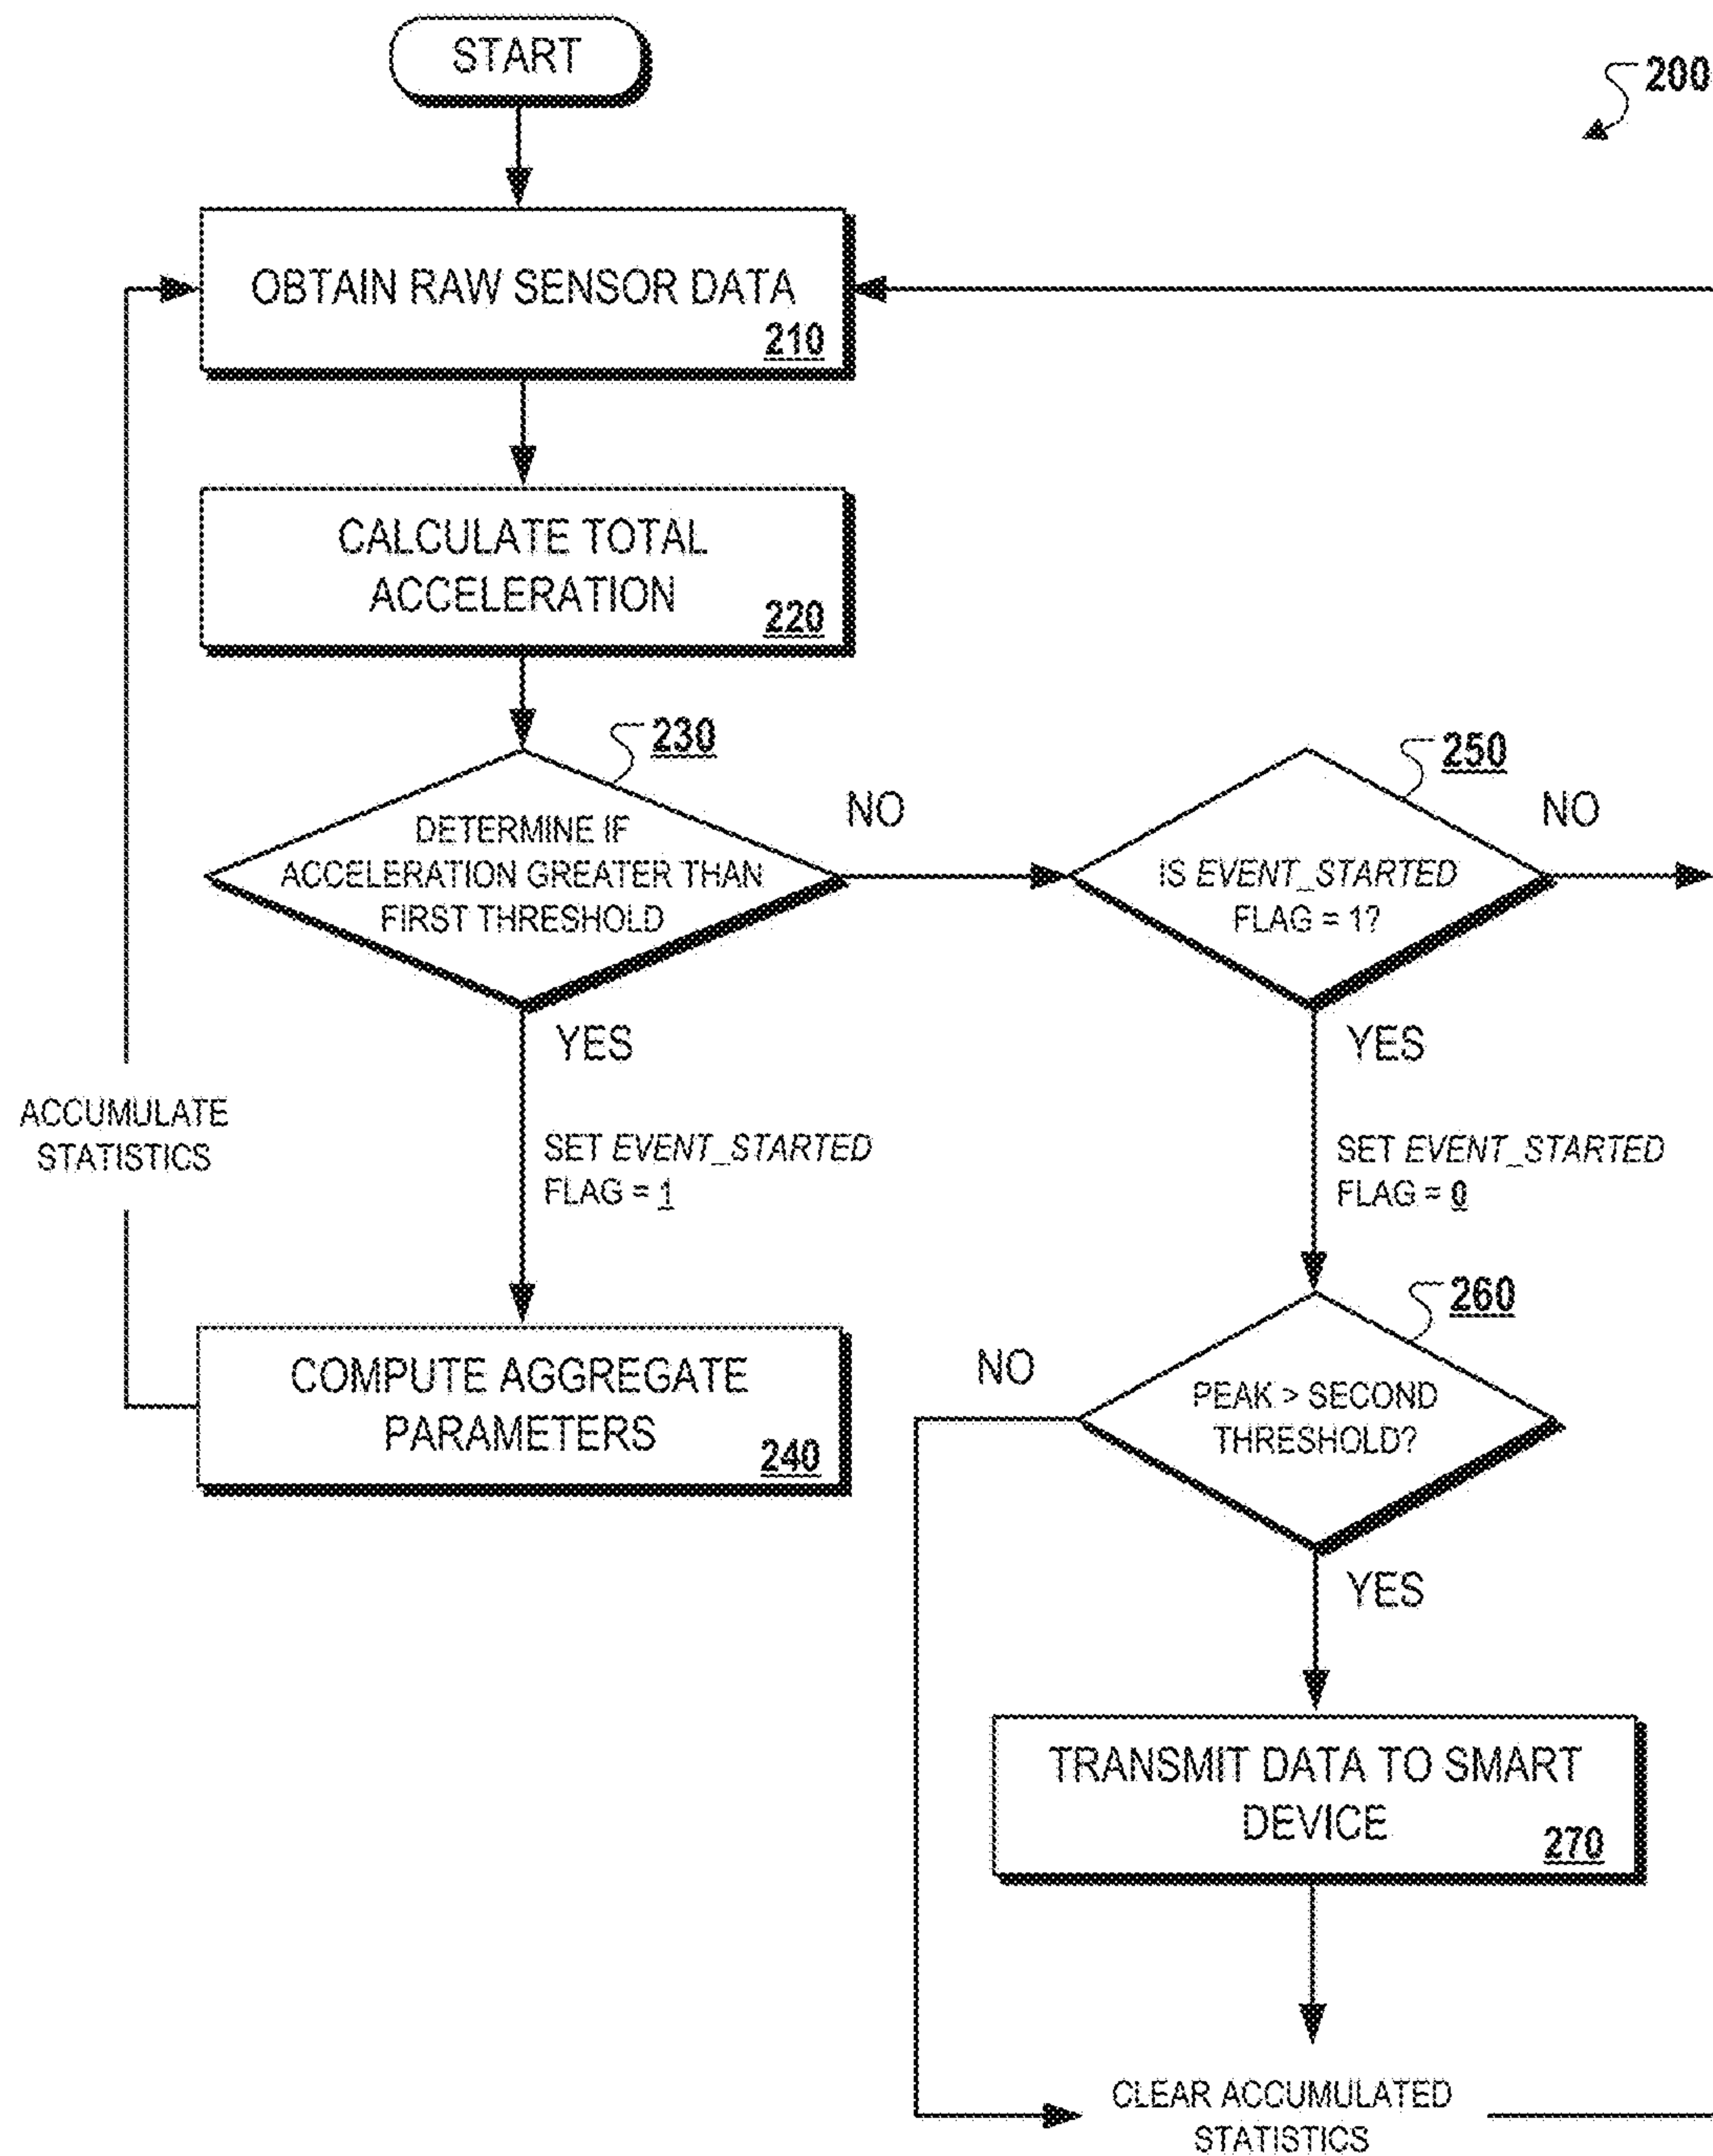 START
200
OBTAIN RAW SENSOR DATA
210
CALCULATE TOTAL
ACCELERATION
220
230
DETERMINE IF
ACCELERATION GREATER THAN
FIRST THRESHOLD
NO
250
IS EVENT_STARTED
FLAG = 1?
NO
YES
YES
ACCUMULATE
STATISTICS
SET EVENT_STARTED
FLAG = 1
SET EVENT_STARTED
FLAG = 0
COMPUTE AGGREGATE
PARAMETERS
240
260
NO
PEAK > SECOND
THRESHOLD?
YES
TRANSMIT DATA TO SMART
DEVICE
270
CLEAR ACCUMULATED
STATISTICS